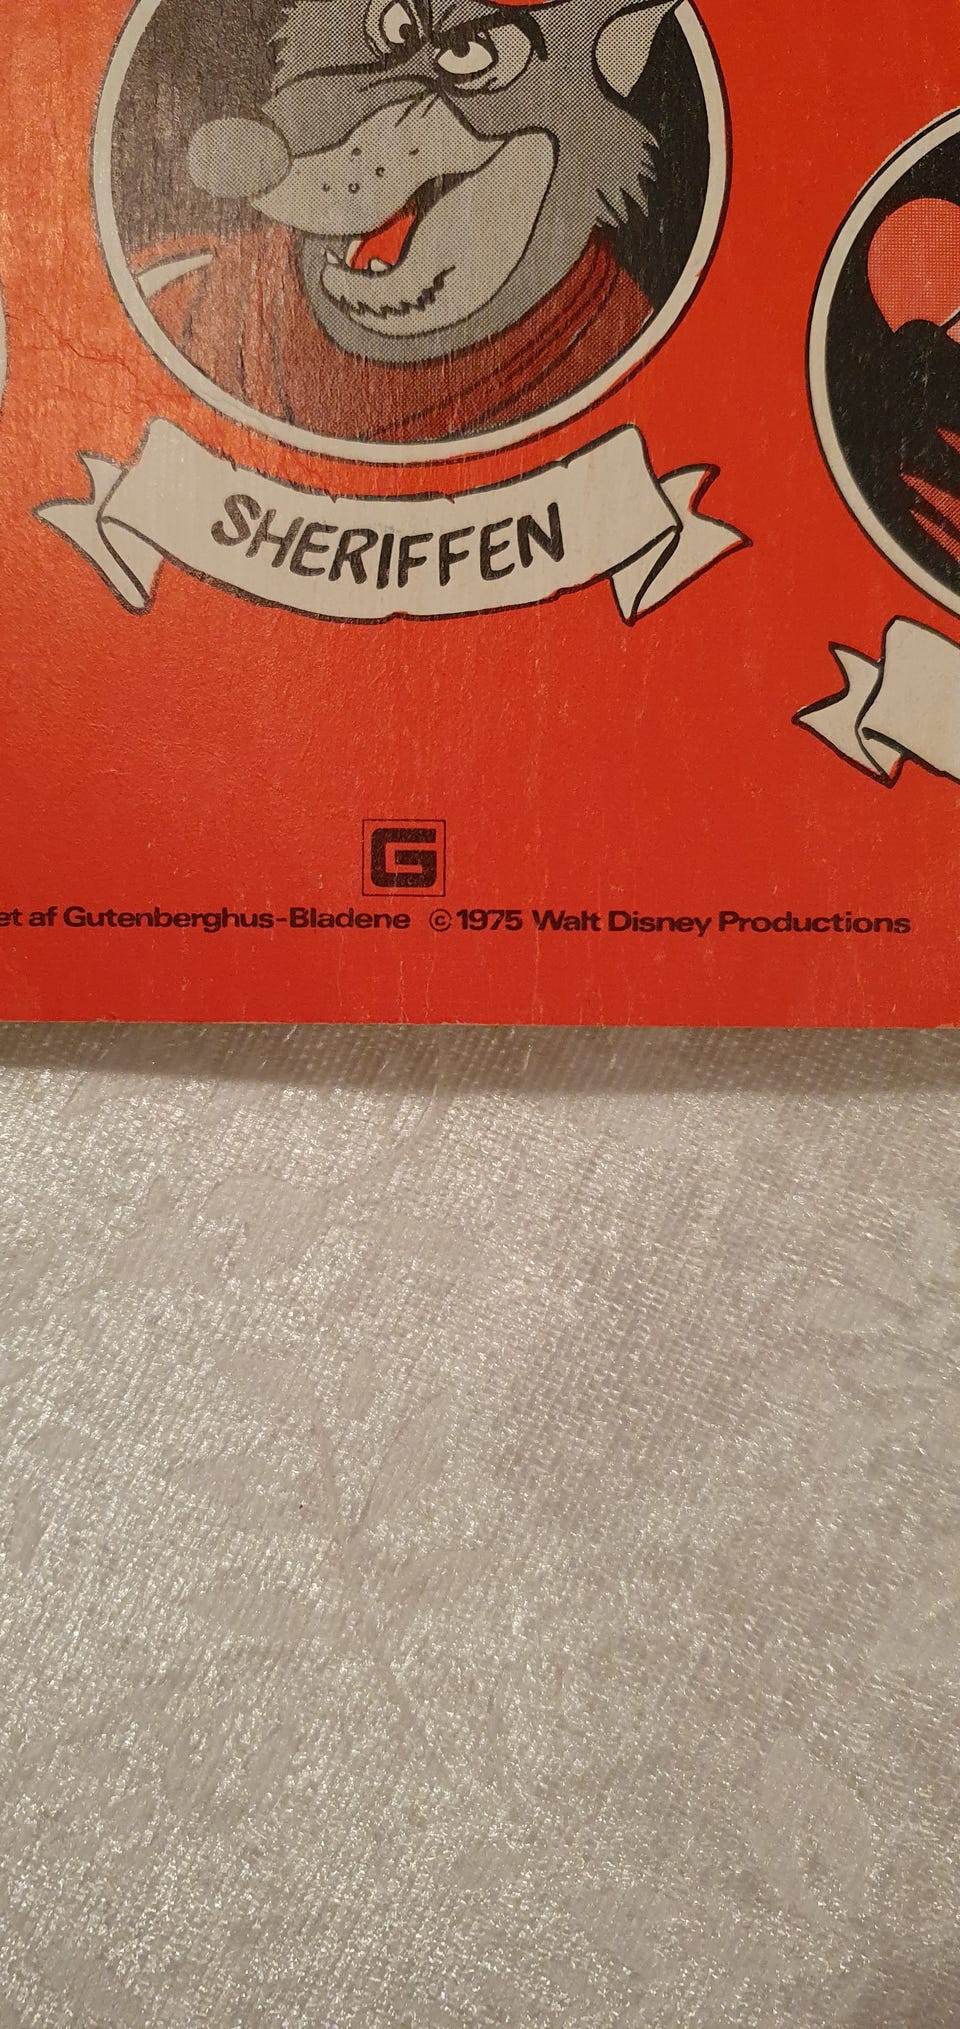 SHERIFFEN
G
et af Gutenberghus-Bladene © 1975 Walt Disney Productions